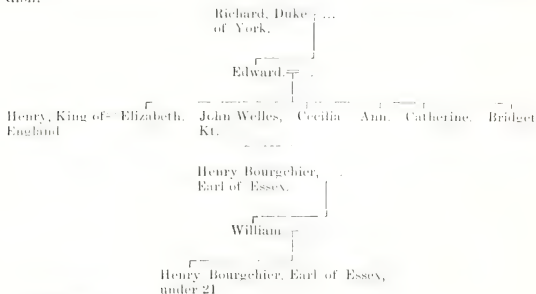 Richard, Duke = ...
of York.
Edward. = .
Henry, King of = Elizabeth. John Welles, Cecilia Ann. Catherine. Bridget
England Kt.
Henry Bourgchier,
Earl of Essex.
William
Henry Bourgchier, Earl of Essex,
under 21